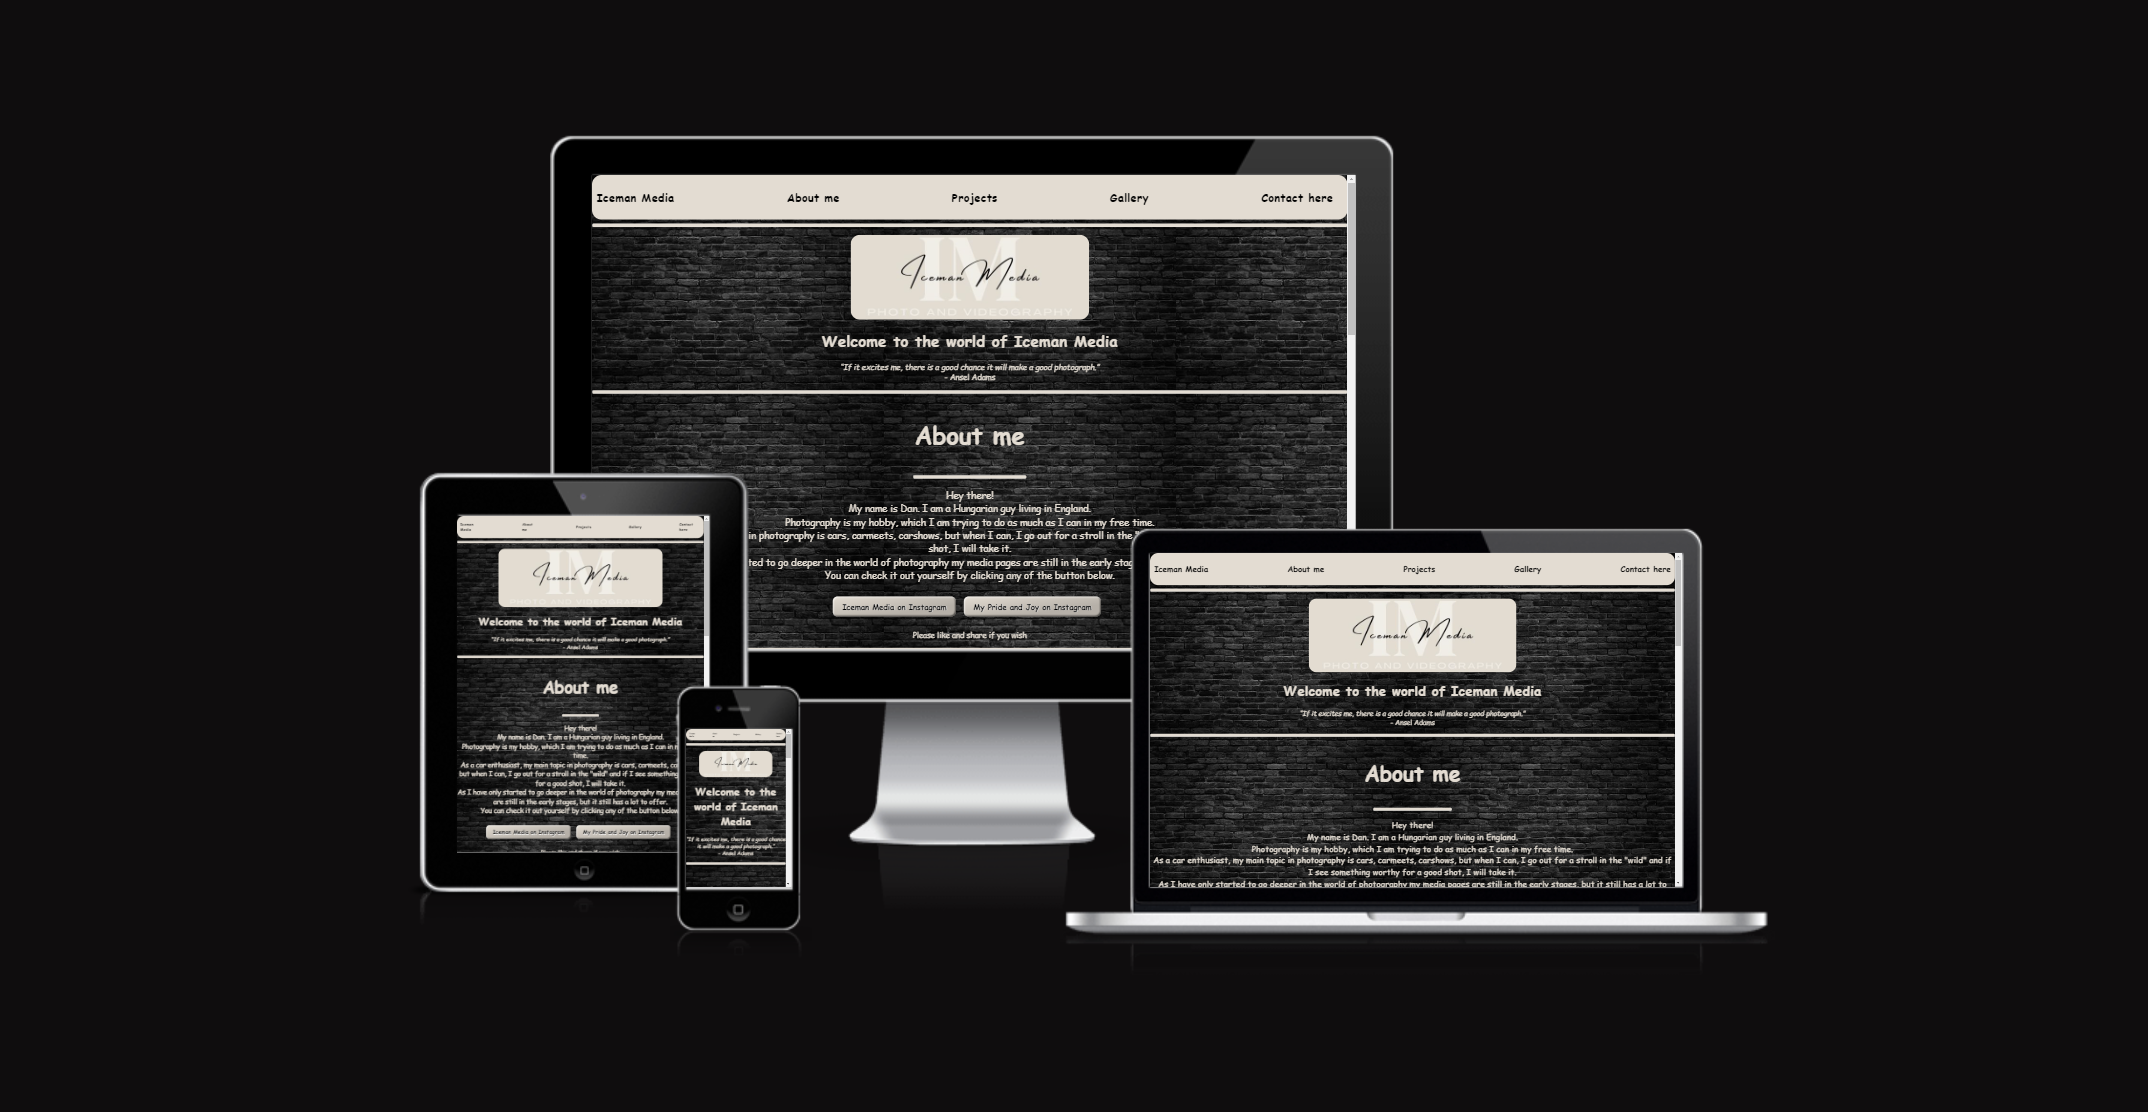 Iceman Media About me Projects Gallery Contact here
IM
Iceman Media
PHOTO AND VIDEOGRAPHY
Welcome to the world of Iceman Media
"If it excites me, there is a good chance it will make a good photograph."
- Ansel Adams
About me
Hey there!
My name is Dan. I am a Hungarian guy living in England.
Photography is my hobby, which I am trying to do as much as I can in my free time.
in photography is cars, carmeets, carshows, but when I can, I go out for a stroll in the
shot, I will take it.
ted to go deeper in the world of photography my media pages are still in the early
You can check it out yourself by clicking any of the button below.
Iceman Media on Instagram My Pride and Joy on Instagram
Please like and share if you wish
Iceman Media About me Projects Gallery Contact here
IM
Iceman Media
PHOTO AND VIDEOGRAPHY
Welcome to the world of Iceman Media
"If it excites me, there is a good chance it will make a good photograph."
- Ansel Adams
About me
Hey there!
My name is Dan. I am a Hungarian guy living in England.
Photography is my hobby, which I am trying to do as much as I can in
time.
As a car enthusiast, my main topic in photography is cars, carmeets,
but when I can, I go out for a stroll in the "wild" and if I see something
for a good shot, I will take it.
As I have only started to go deeper in the world of photography my
are still in the early stages, but it still has a lot to offer.
You can check it out yourself by clicking any of the button below
Iceman Media on Instagram My Pride and Joy on Instagram
Iceman Media
Welcome to the
world of Iceman
Media
"If it excites me, there is a good chance
it will make a good photograph."
- Ansel Adams
Iceman Media About me Projects Gallery Contact here
IM
Iceman Media
PHOTO AND VIDEOGRAPHY
Welcome to the world of Iceman Media
"If it excites me, there is a good chance it will make a good photograph."
- Ansel Adams
About me
Hey there!
My name is Dan. I am a Hungarian guy living in England.
Photography is my hobby, which I am trying to do as much as I can in my free time.
As a car enthusiast, my main topic in photography is cars, carmeets, carshows, but when I can, I go out for a stroll in the "wild" and if
I see something worthy for a good shot, I will take it.
As I have only started to go deeper in the world of photography my media pages are still in the early stages, but it still has a lot to